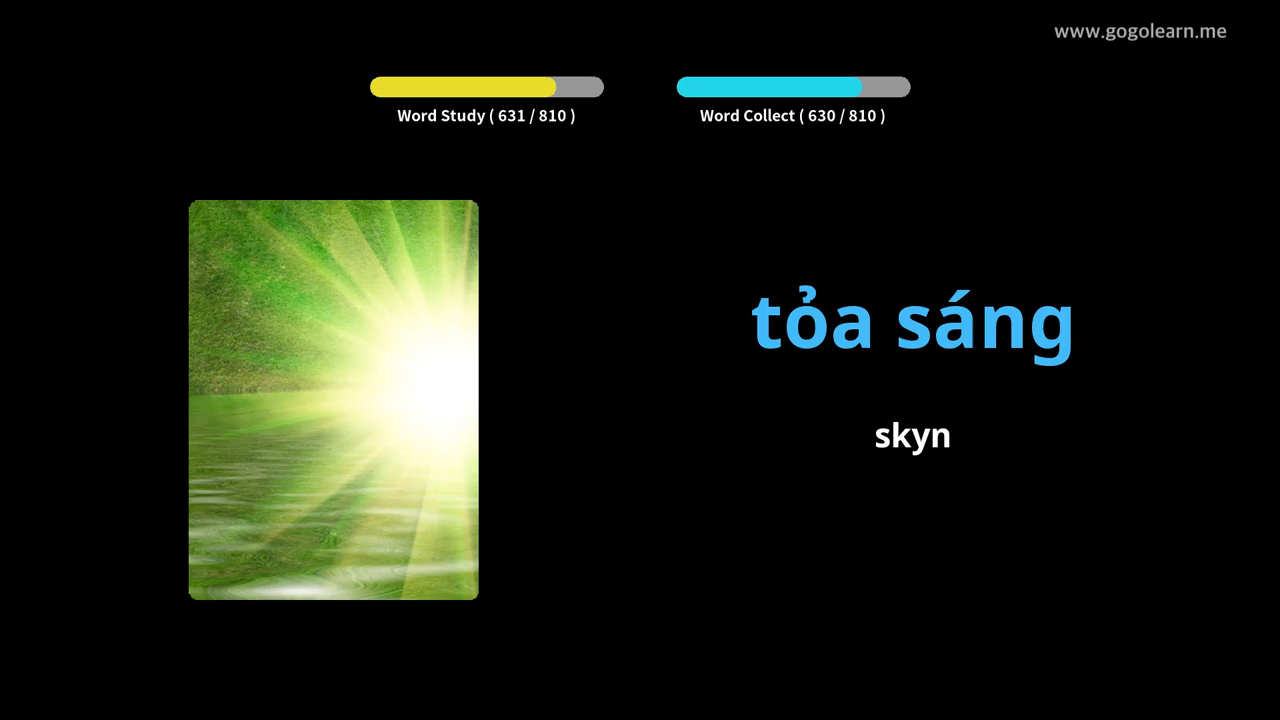 www.gogolearn.me
Word Study ( 631 / 810 )
Word Collect ( 630 / 810 )
tỏa sáng
skyn